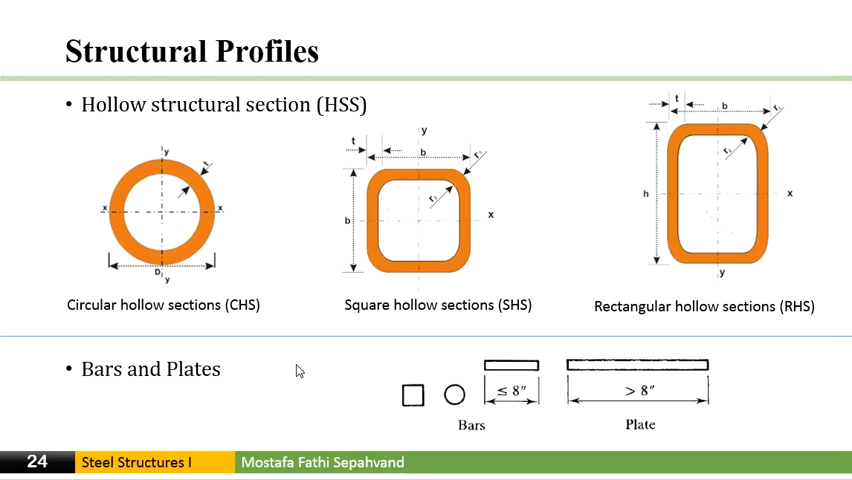 Structural Profiles
• Hollow structural section (HSS)
y
t
x
x
D
y
Circular hollow sections (CHS)
y
t
b
b
x
Square hollow sections (SHS)
t
b
h
x
y
Rectangular hollow sections (RHS)
• Bars and Plates
≤ 8″
> 8″
Bars
Plate
24
Steel Structures I
Mostafa Fathi Sepahvand